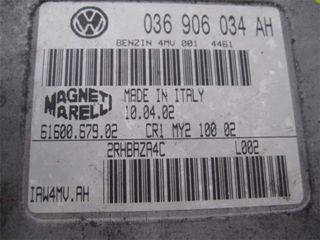 036 906 034 AH
BENZIN 4MV 001 4461
MAGNETI MARELLI
MADE IN ITALY
10.04.02
61600.679.02 CR1 MY2 100 02
2RHBAZA4C L002
IAW4MV.AH